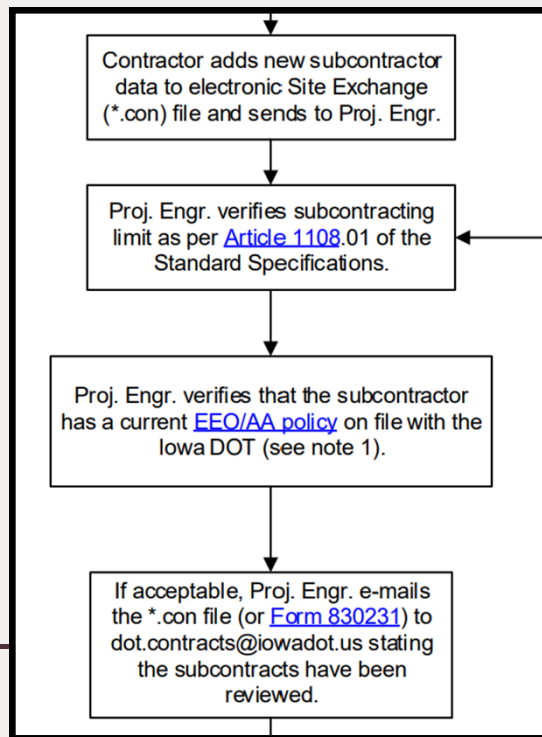 Contractor adds new subcontractor
data to electronic Site Exchange
(*.con) file and sends to Proj. Engr.
Proj. Engr. verifies subcontracting
limit as per Article 1108.01 of the
Standard Specifications.
Proj. Engr. verifies that the subcontractor
has a current EEO/AA policy on file with the
Iowa DOT (see note 1).
If acceptable, Proj. Engr. e-mails
the *.con file (or Form 830231) to
dot.contracts@iowadot.us stating
the subcontracts have been
reviewed.